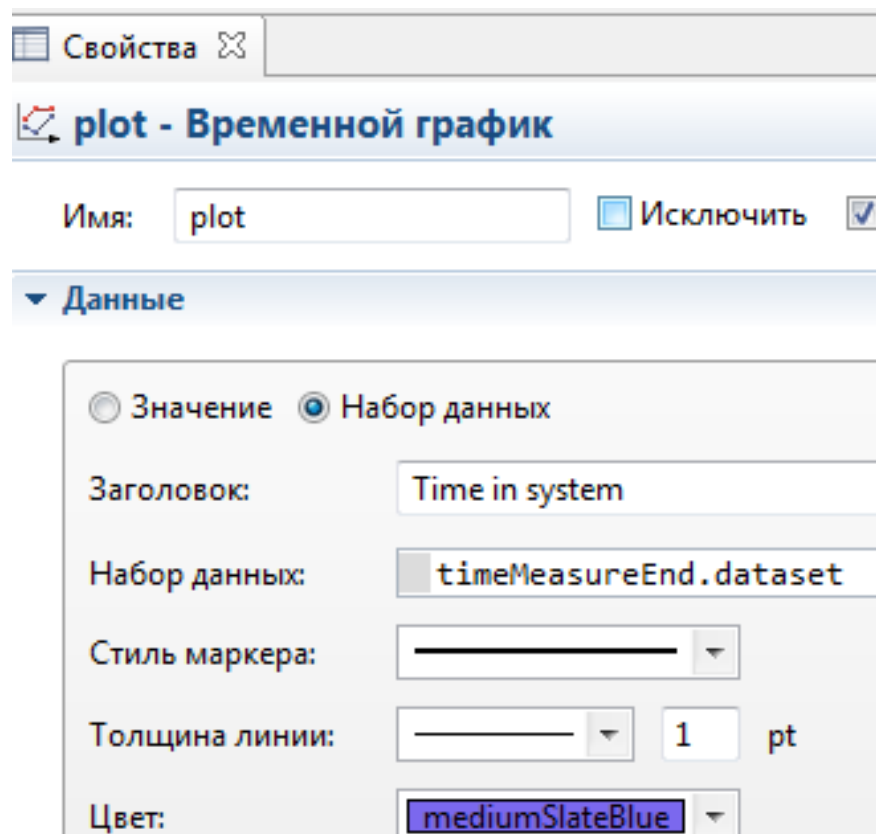 Свойства
plot - Временной график
Имя: plot Исключить
Данные
Значение Набор данных
Заголовок: Time in system
Набор данных: timeMeasureEnd.dataset
Стиль маркера:
Толщина линии: 1 pt
Цвет: mediumSlateBlue